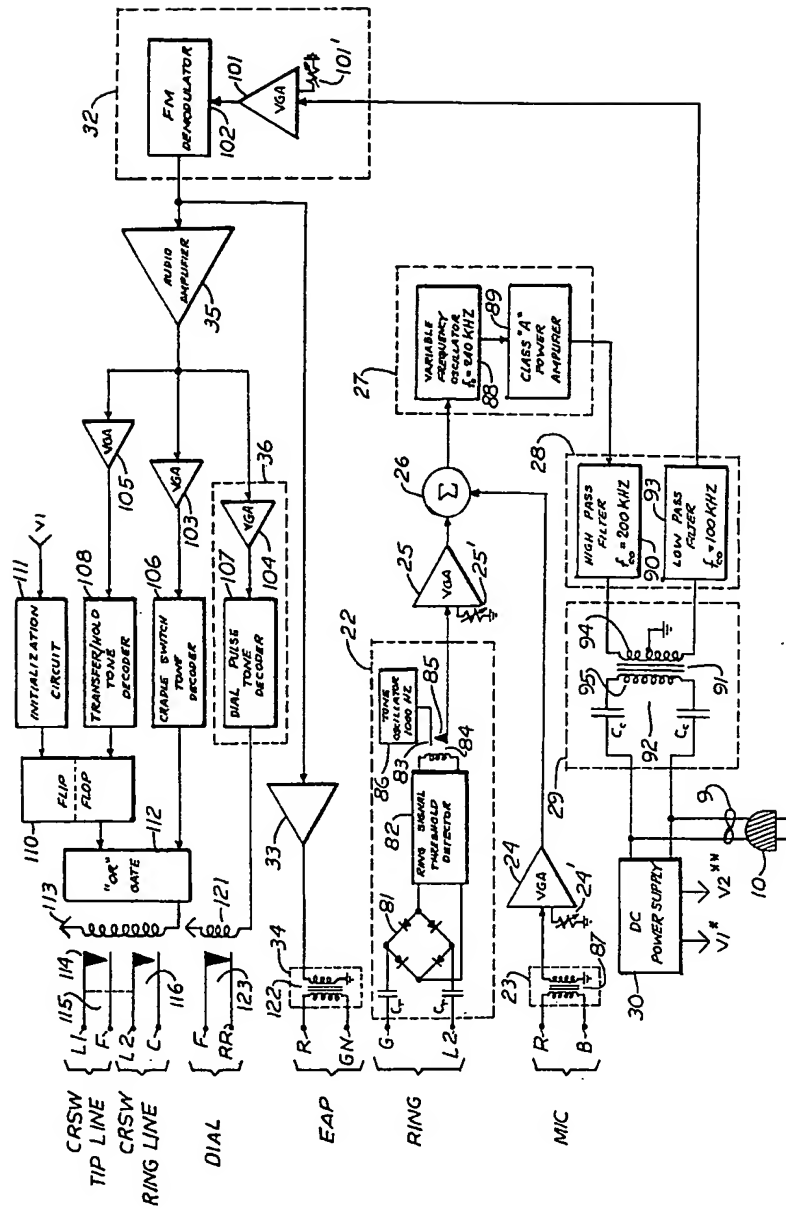 CRSW
TIP LINE
CRSW
RING LINE
DIAL
EAP
RING
MIC
L1
F
L2
C
F
RR
R
GN
G
L2
R
B
115
114
113
116
123
121
"OR"
GATE
112
FLIP
FLOP
110
INITIALIZATION
CIRCUIT
111
V1
TRANSFER/HOLD
TONE
DECODER
108
CRADLE SWITCH
TONE
DECODER
106
DIAL PULSE
TONE
DECODER
107
VGA
105
VGA
103
VGA
104
36
AUDIO
AMPLIFIER
35
32
FM
DEMODULATOR
102
VGA
101
101'
33
34
122
22
81
82
RING SIGNAL
THRESHOLD
DETECTOR
83
84
85
86
TONE
OSCILLATOR
1000 HZ
VGA
25
25'
26
Σ
27
VARIABLE
FREQUENCY
OSCILLATOR
fo = 240 KHZ
88
CLASS "A"
POWER
AMPLIFIER
89
23
87
VGA
24
24'
28
HIGH PASS
FILTER
fco = 200 KHZ
90
LOW PASS
FILTER
fco = 100 KHZ
93
29
94
95
91
92
Cc
Cc
DC
POWER SUPPLY
30
V1*
V2**
9
10